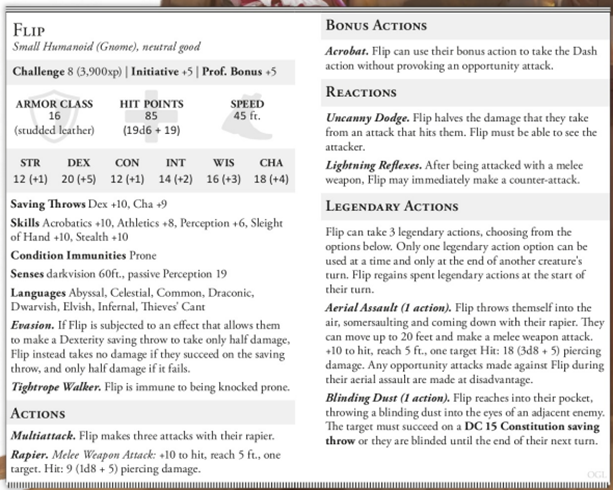 Flip
Small Humanoid (Gnome), neutral good
Challenge 8 (3,900xp) | Initiative +5 | Prof. Bonus +5
ARMOR CLASS
16
(studded leather)
HIT POINTS
85
(19d6 + 19)
SPEED
45 ft.
STR DEX CON INT WIS CHA
12 (+1) 20 (+5) 12 (+1) 14 (+2) 16 (+3) 18 (+4)
Saving Throws Dex +10, Cha +9
Skills Acrobatics +10, Athletics +8, Perception +6, Sleight
of Hand +10, Stealth +10
Condition Immunities Prone
Senses darkvision 60ft., passive Perception 19
Languages Abyssal, Celestial, Common, Draconic,
Dwarvish, Elvish, Infernal, Thieves' Cant
Evasion. If Flip is subjected to an effect that allows them
to make a Dexterity saving throw to take only half damage,
Flip instead takes no damage if they succeed on the saving
throw, and only half damage if it fails.
Tightrope Walker. Flip is immune to being knocked prone.
Actions
Multiattack. Flip makes three attacks with their rapier.
Rapier. Melee Weapon Attack: +10 to hit, reach 5 ft., one
target. Hit: 9 (1d8 + 5) piercing damage.
Bonus Actions
Acrobat. Flip can use their bonus action to take the Dash
action without provoking an opportunity attack.
Reactions
Uncanny Dodge. Flip halves the damage that they take
from an attack that hits them. Flip must be able to see the
attacker.
Lightning Reflexes. After being attacked with a melee
weapon, Flip may immediately make a counter-attack.
Legendary Actions
Flip can take 3 legendary actions, choosing from the
options below. Only one legendary action option can be
used at a time and only at the end of another creature's
turn. Flip regains spent legendary actions at the start of
their turn.
Aerial Assault (1 action). Flip throws themself into the
air, somersaulting and coming down with their rapier. They
can move up to 20 feet and make a melee weapon attack.
+10 to hit, reach 5 ft., one target Hit: 18 (3d8 + 5) piercing
damage. Any opportunity attacks made against Flip during
their aerial assault are made at disadvantage.
Blinding Dust (1 action). Flip reaches into their pocket,
throwing a blinding dust into the eyes of an adjacent enemy.
The target must succeed on a DC 15 Constitution saving
throw or they are blinded until the end of their next turn.
OGL